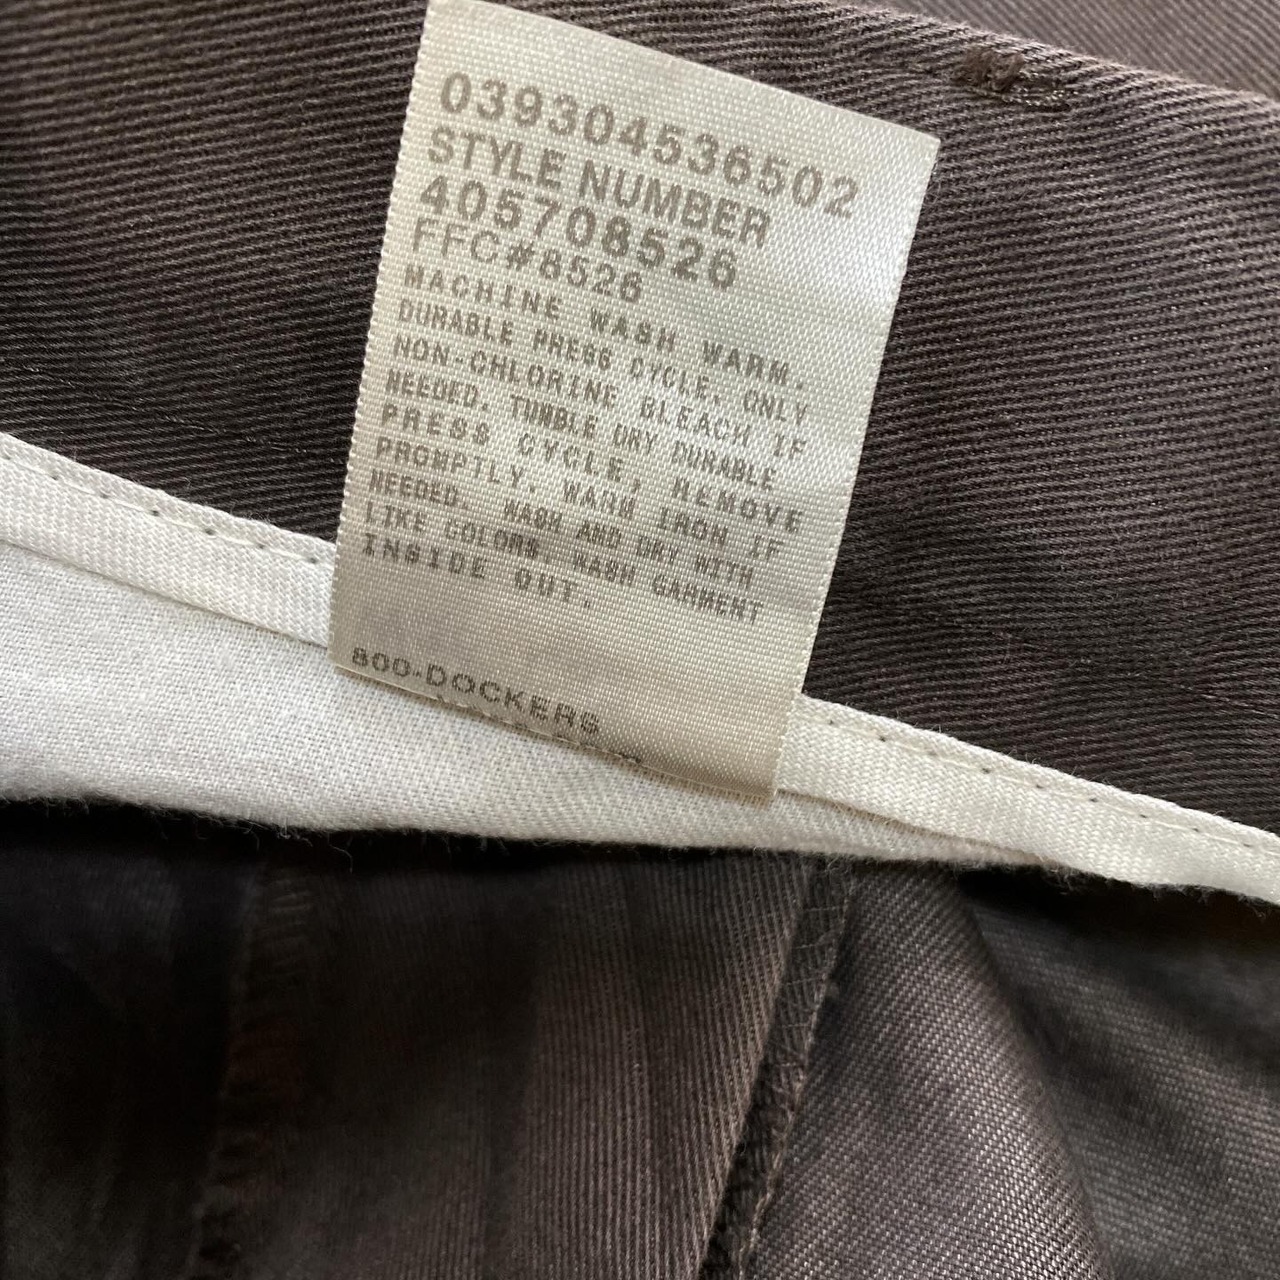 039304536502
STYLE NUMBER
405708526
FFC#8526
MACHINE WASH WARM.
DURABLE PRESS CYCLE. ONLY
NON-CHLORINE BLEACH IF
NEEDED. TUMBLE DRY DURABLE
PRESS CYCLE, REMOVE
PROMPTLY. WARM IRON IF
NEEDED. WASH AND DRY WITH
LIKE COLORS, WASH GARMENT
INSIDE OUT.
800-DOCKERS